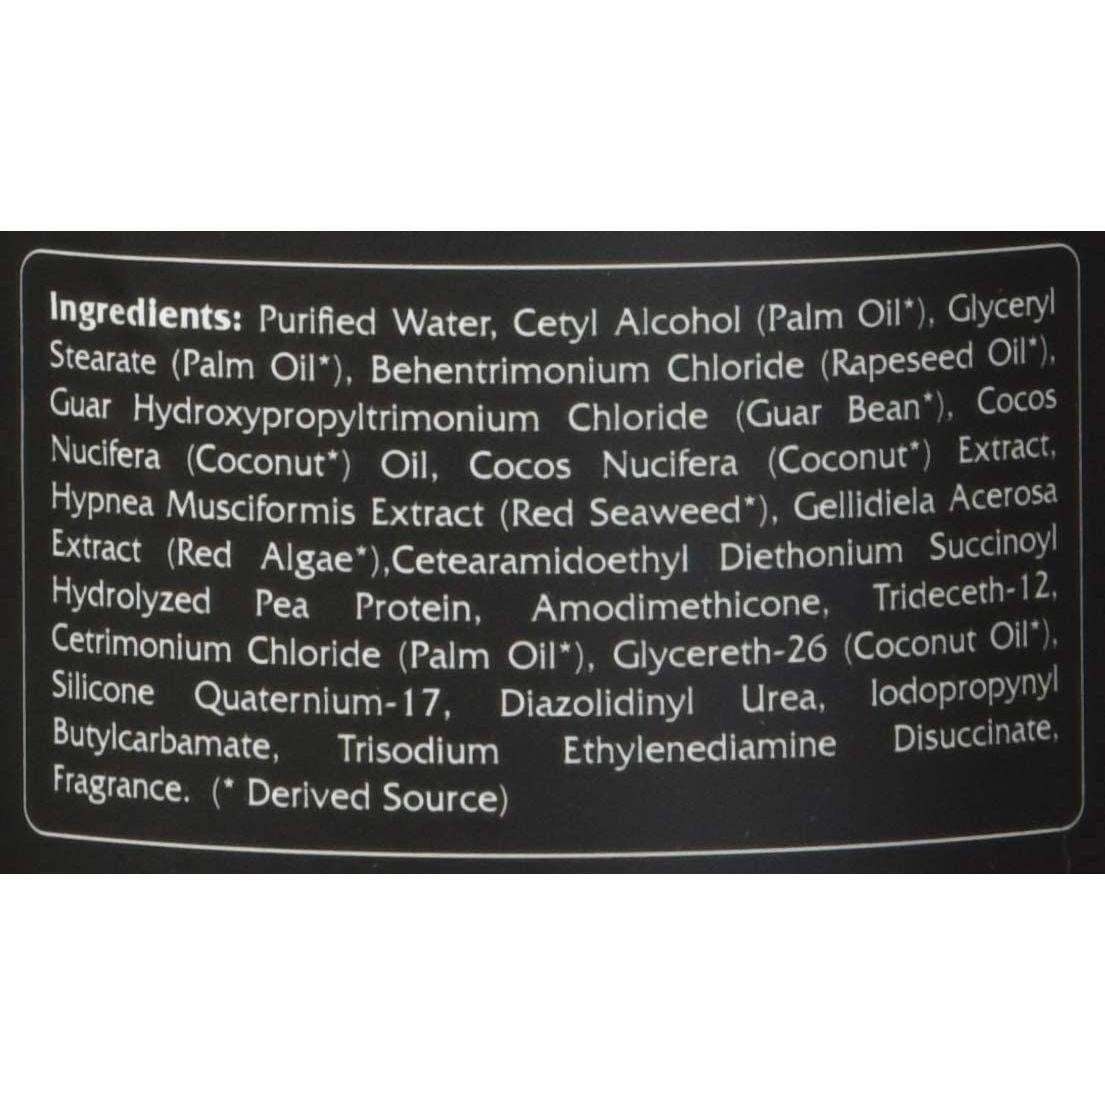 Ingredients: Purified Water, Cetyl Alcohol (Palm Oil*), Glyceryl
Stearate (Palm Oil*), Behentrimonium Chloride (Rapeseed Oil*),
Guar Hydroxypropyltrimonium Chloride (Guar Bean*), Cocos
Nucifera (Coconut*) Oil, Cocos Nucifera (Coconut*) Extract,
Hypnea Musciformis Extract (Red Seaweed*), Gellidiela Acerosa
Extract (Red Algae*),Cetearamidoethyl Diethonium Succinoyl
Hydrolyzed Pea Protein, Amodimethicone, Trideceth-12,
Cetrimonium Chloride (Palm Oil*), Glycereth-26 (Coconut Oil*),
Silicone Quaternium-17, Diazolidinyl Urea, Iodopropynyl
Butylcarbamate, Trisodium Ethylenediamine Disuccinate,
Fragrance. (* Derived Source)